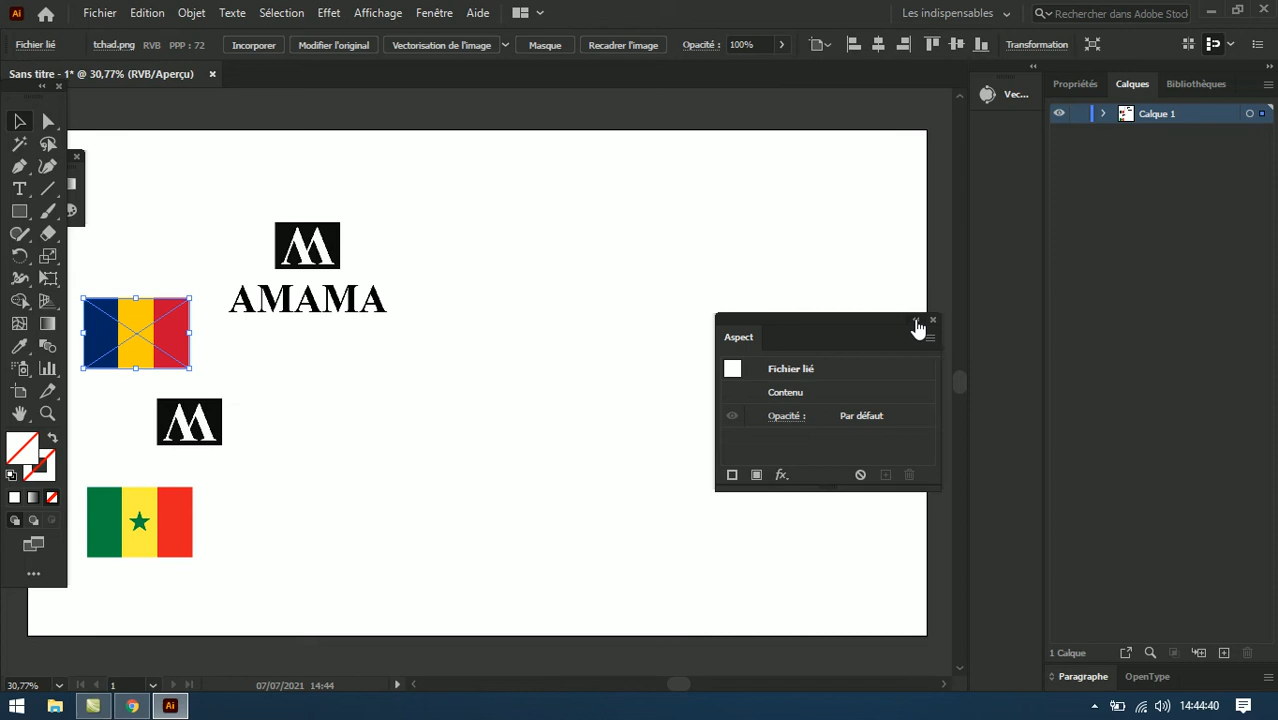 Ai Fichier Edition Objet Texte Sélection Effet Affichage Fenêtre Aide Les indispensables Rechercher dans Adobe Stock
Fichier lié tchad.png RVB PPP : 72 Incorporer Modifier l'original Vectorisation de l'image Masque Recadrer l'image Opacité : 100% Transformation
Sans titre - 1* @ 30,77% (RVB/Aperçu)
Propriétés Calques Bibliothèques
Vec...
Calque 1
AMAMA
Aspect
Fichier lié
Contenu
Opacité : Par défaut
fx.
1 Calque
Paragraphe OpenType
30,77% 1 07/07/2021 14:44
Ai 14:44:40